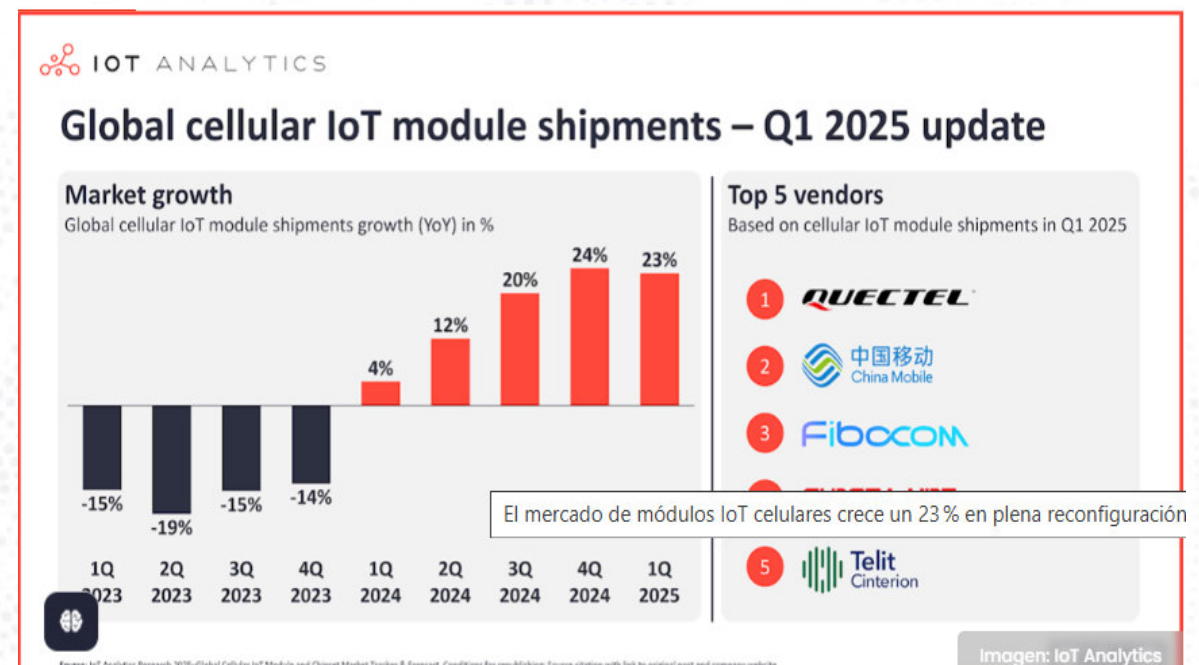 IOT ANALYTICS
Global cellular IoT module shipments – Q1 2025 update
Market growth
Global cellular IoT module shipments growth (YoY) in %
-15%
-19%
-15%
-14%
4%
12%
20%
24%
23%
1Q 2Q 3Q 4Q 1Q 2Q 3Q 4Q 1Q
2023 2023 2023 2023 2024 2024 2024 2024 2025
Top 5 vendors
Based on cellular IoT module shipments in Q1 2025
1 QUECTEL
2 中国移动
China Mobile
3 Fibocom
El mercado de módulos IoT celulares crece un 23 % en plena reconfiguración
5 Telit
Cinterion
Imagen: IoT Analytics